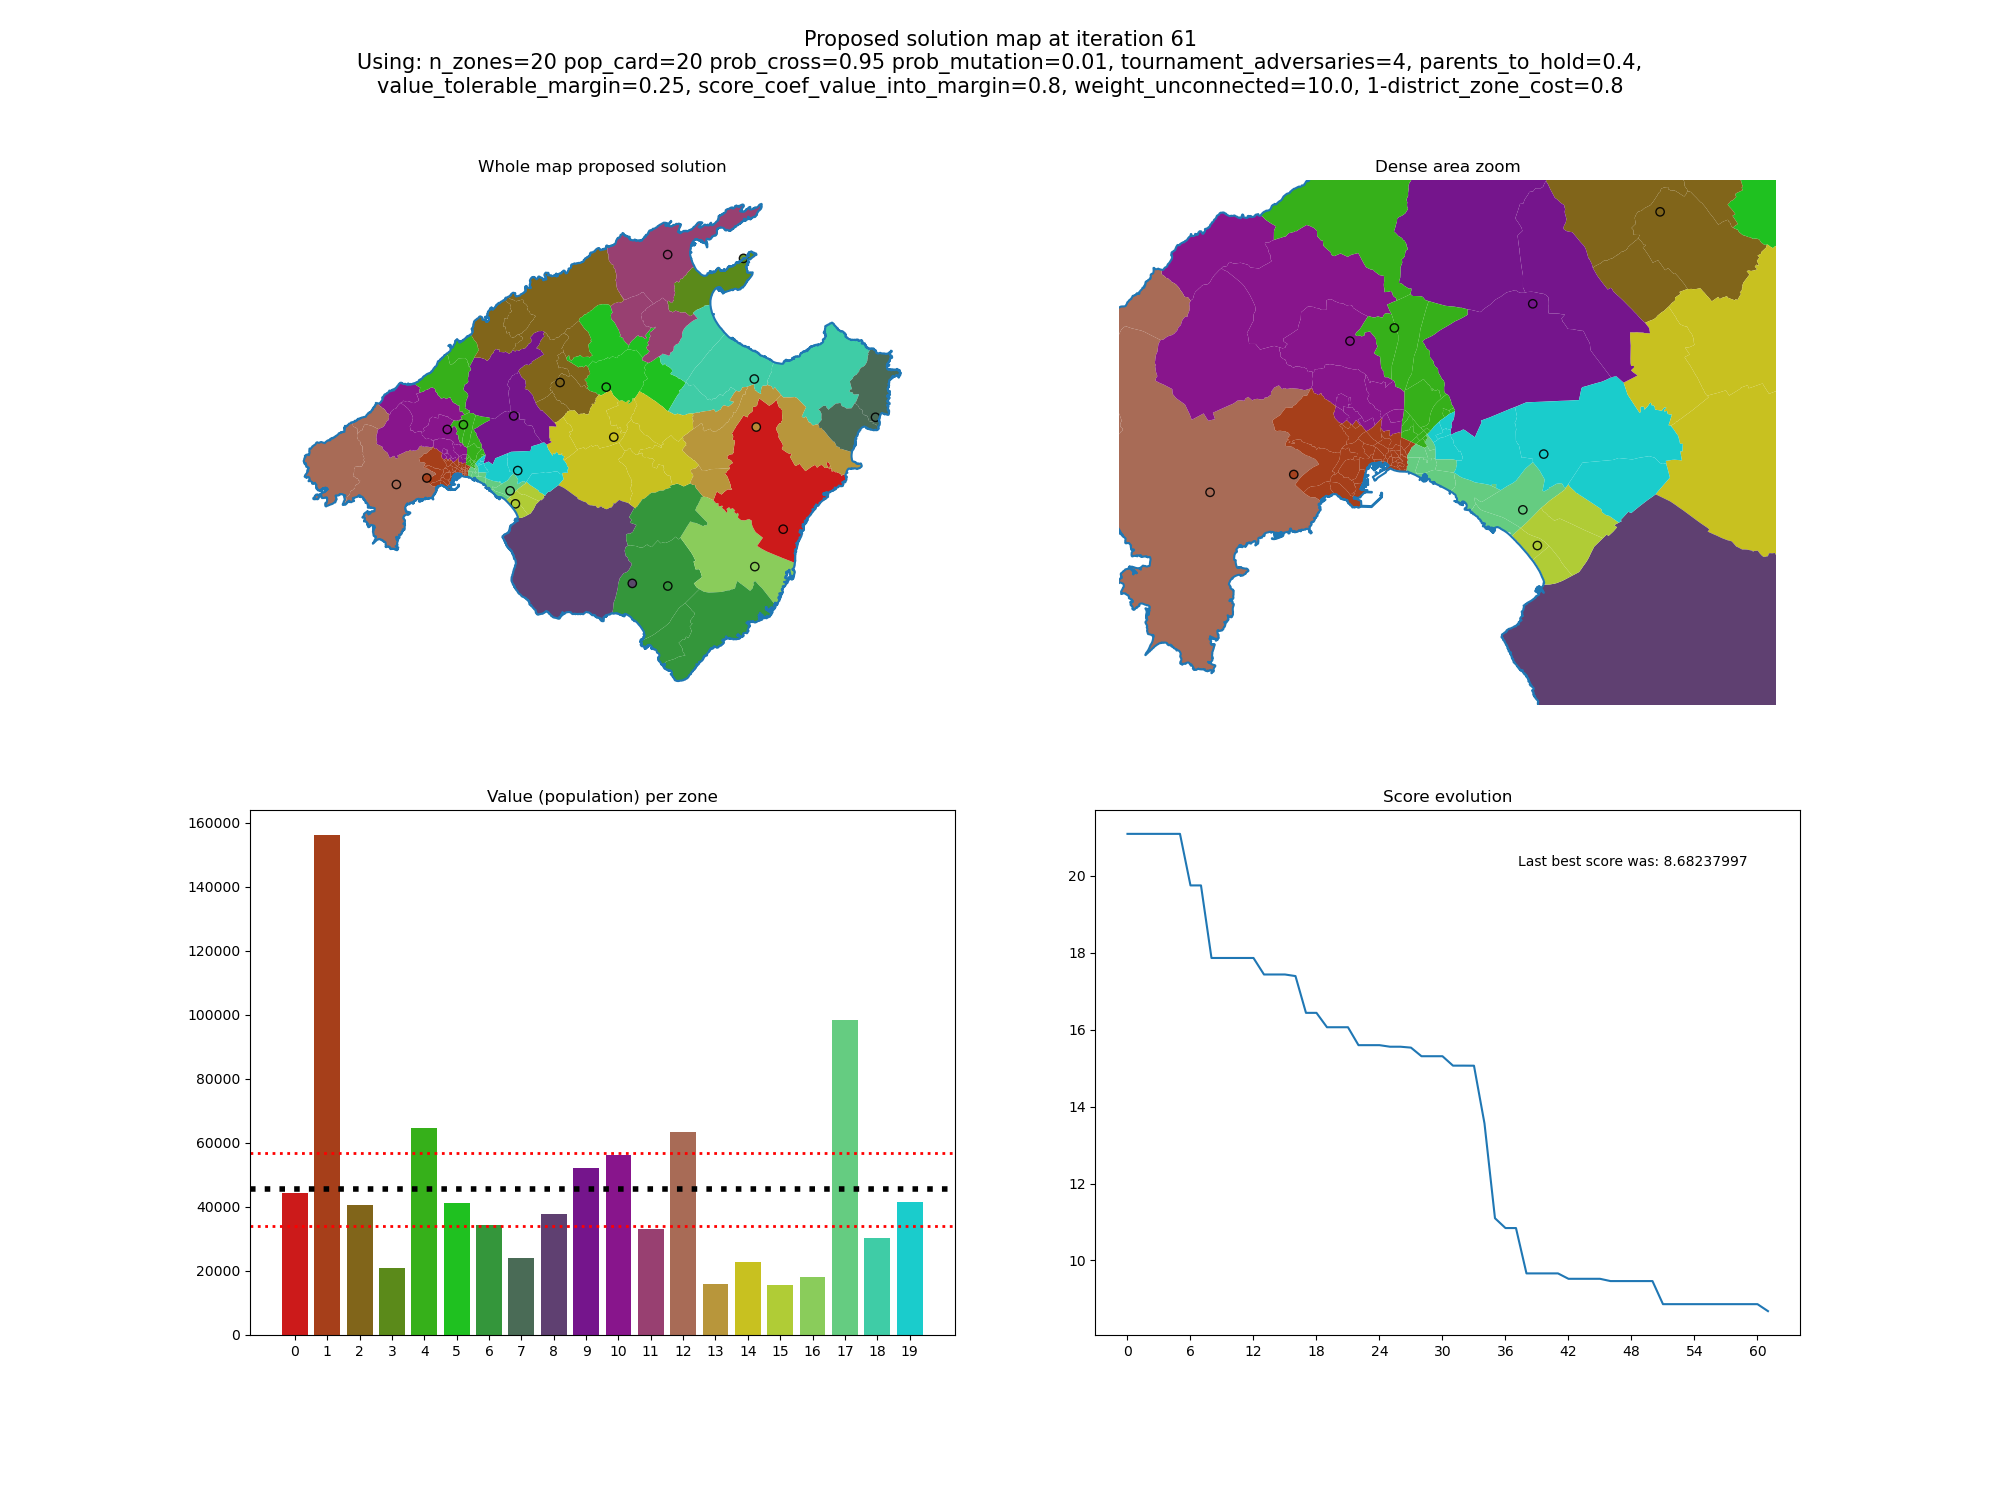 Proposed solution map at iteration 61
Using: n_zones=20 pop_card=20 prob_cross=0.95 prob_mutation=0.01, tournament_adversaries=4, parents_to_hold=0.4,
value_tolerable_margin=0.25, score_coef_value_into_margin=0.8, weight_unconnected=10.0, 1-district_zone_cost=0.8
Whole map proposed solution
Dense area zoom
Value (population) per zone
160000
140000
120000
100000
80000
60000
40000
20000
0
0 1 2 3 4 5 6 7 8 9 10 11 12 13 14 15 16 17 18 19
Score evolution
Last best score was: 8.68237997
20
18
16
14
12
10
0 6 12 18 24 30 36 42 48 54 60